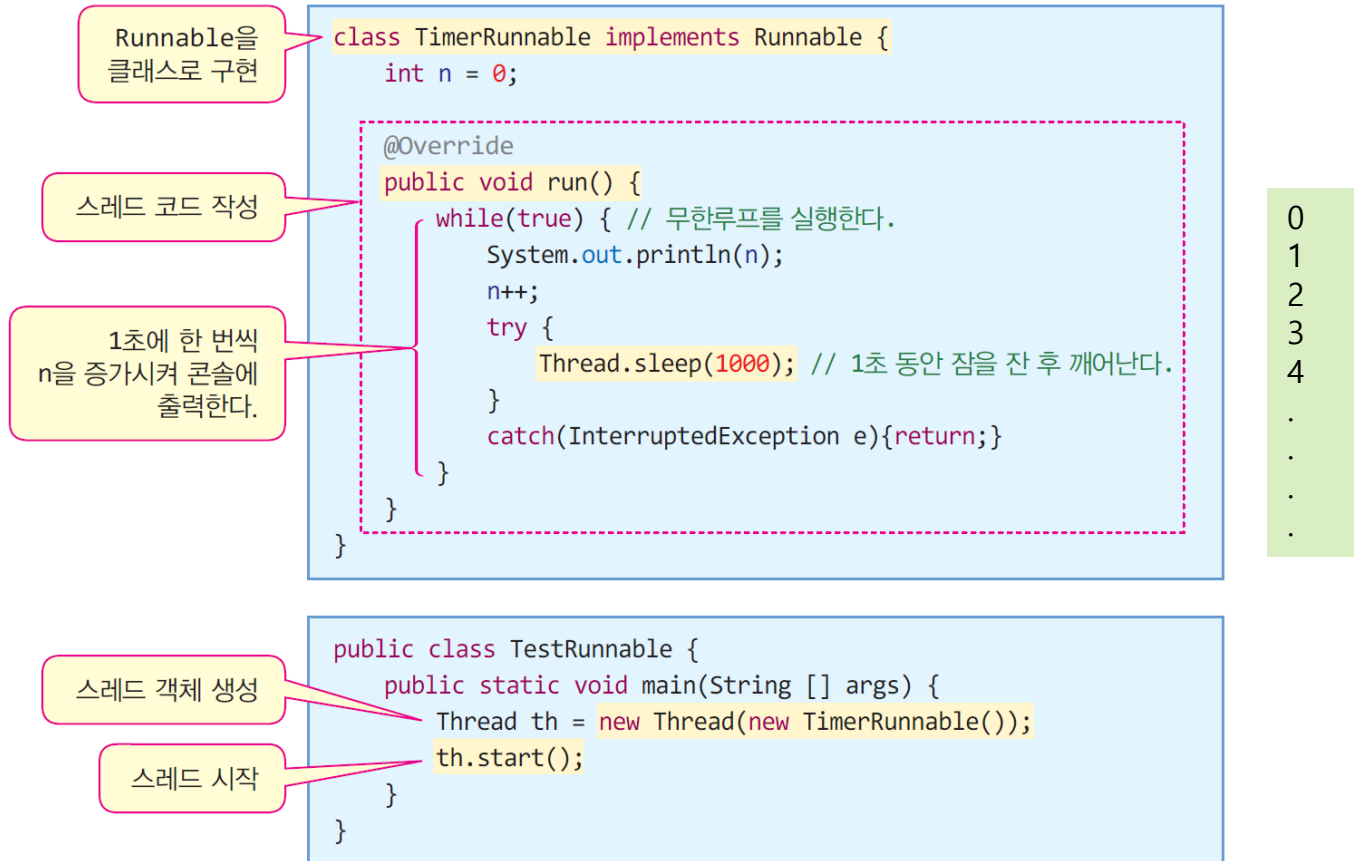 Runnable을
클래스로 구현
class TimerRunnable implements Runnable {
int n = 0;
@Override
스레드 코드 작성
public void run() {
while(true) { // 무한루프를 실행한다.
System.out.println(n);
n++;
try {
1초에 한 번씩
n을 증가시켜 콘솔에
출력한다.
Thread.sleep(1000); // 1초 동안 잠을 잔 후 깨어난다.
}
catch(InterruptedException e){return;}
}
}
}
0
1
2
3
4
.
.
.
.
public class TestRunnable {
public static void main(String [] args) {
스레드 객체 생성
Thread th = new Thread(new TimerRunnable());
스레드 시작
th.start();
}
}